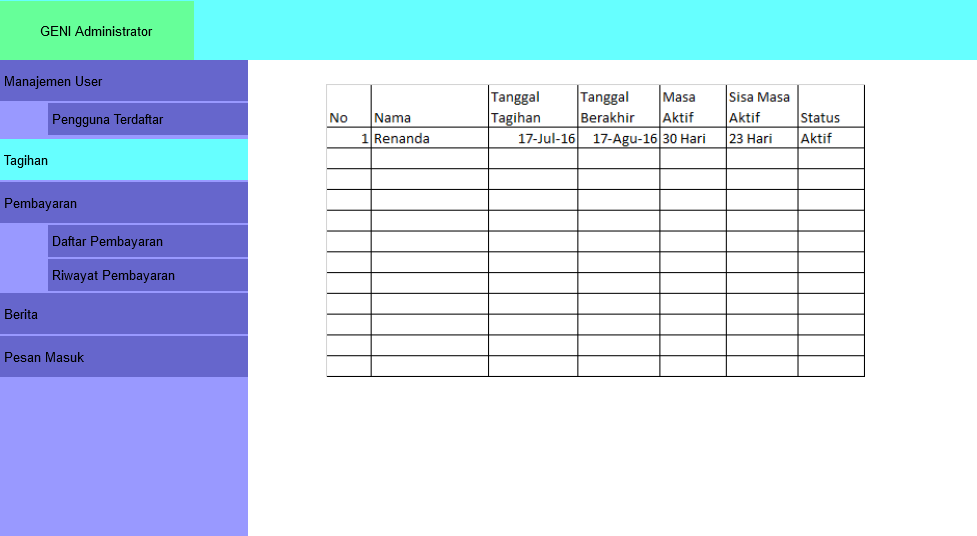 GENI Administrator
Manajemen User
Pengguna Terdaftar
Tagihan
Pembayaran
Daftar Pembayaran
Riwayat Pembayaran
Berita
Pesan Masuk
No Nama Tanggal Tagihan Tanggal Berakhir Masa Aktif Sisa Masa Aktif Status
1 Renanda 17-Jul-16 17-Agu-16 30 Hari 23 Hari Aktif